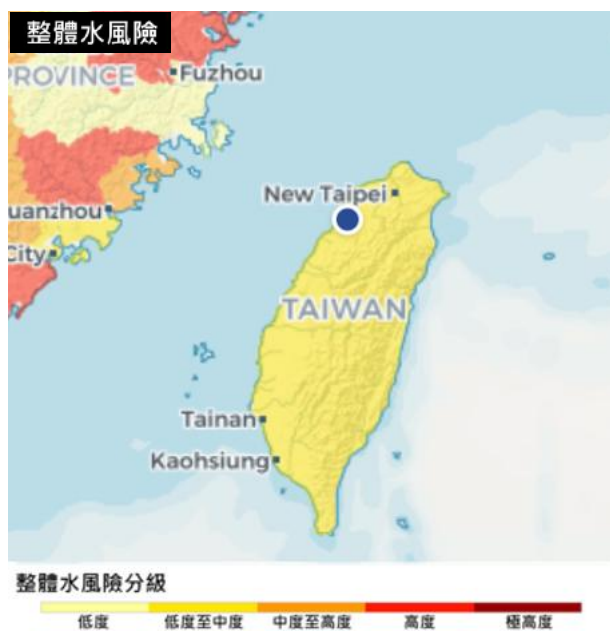 整體水風險
PROVINCE
Fuzhou
New Taipei
uanzhou
City
TAIWAN
Tainan
Kaohsiung
整體水風險分級
低度 低度至中度 中度至高度 高度 極高度